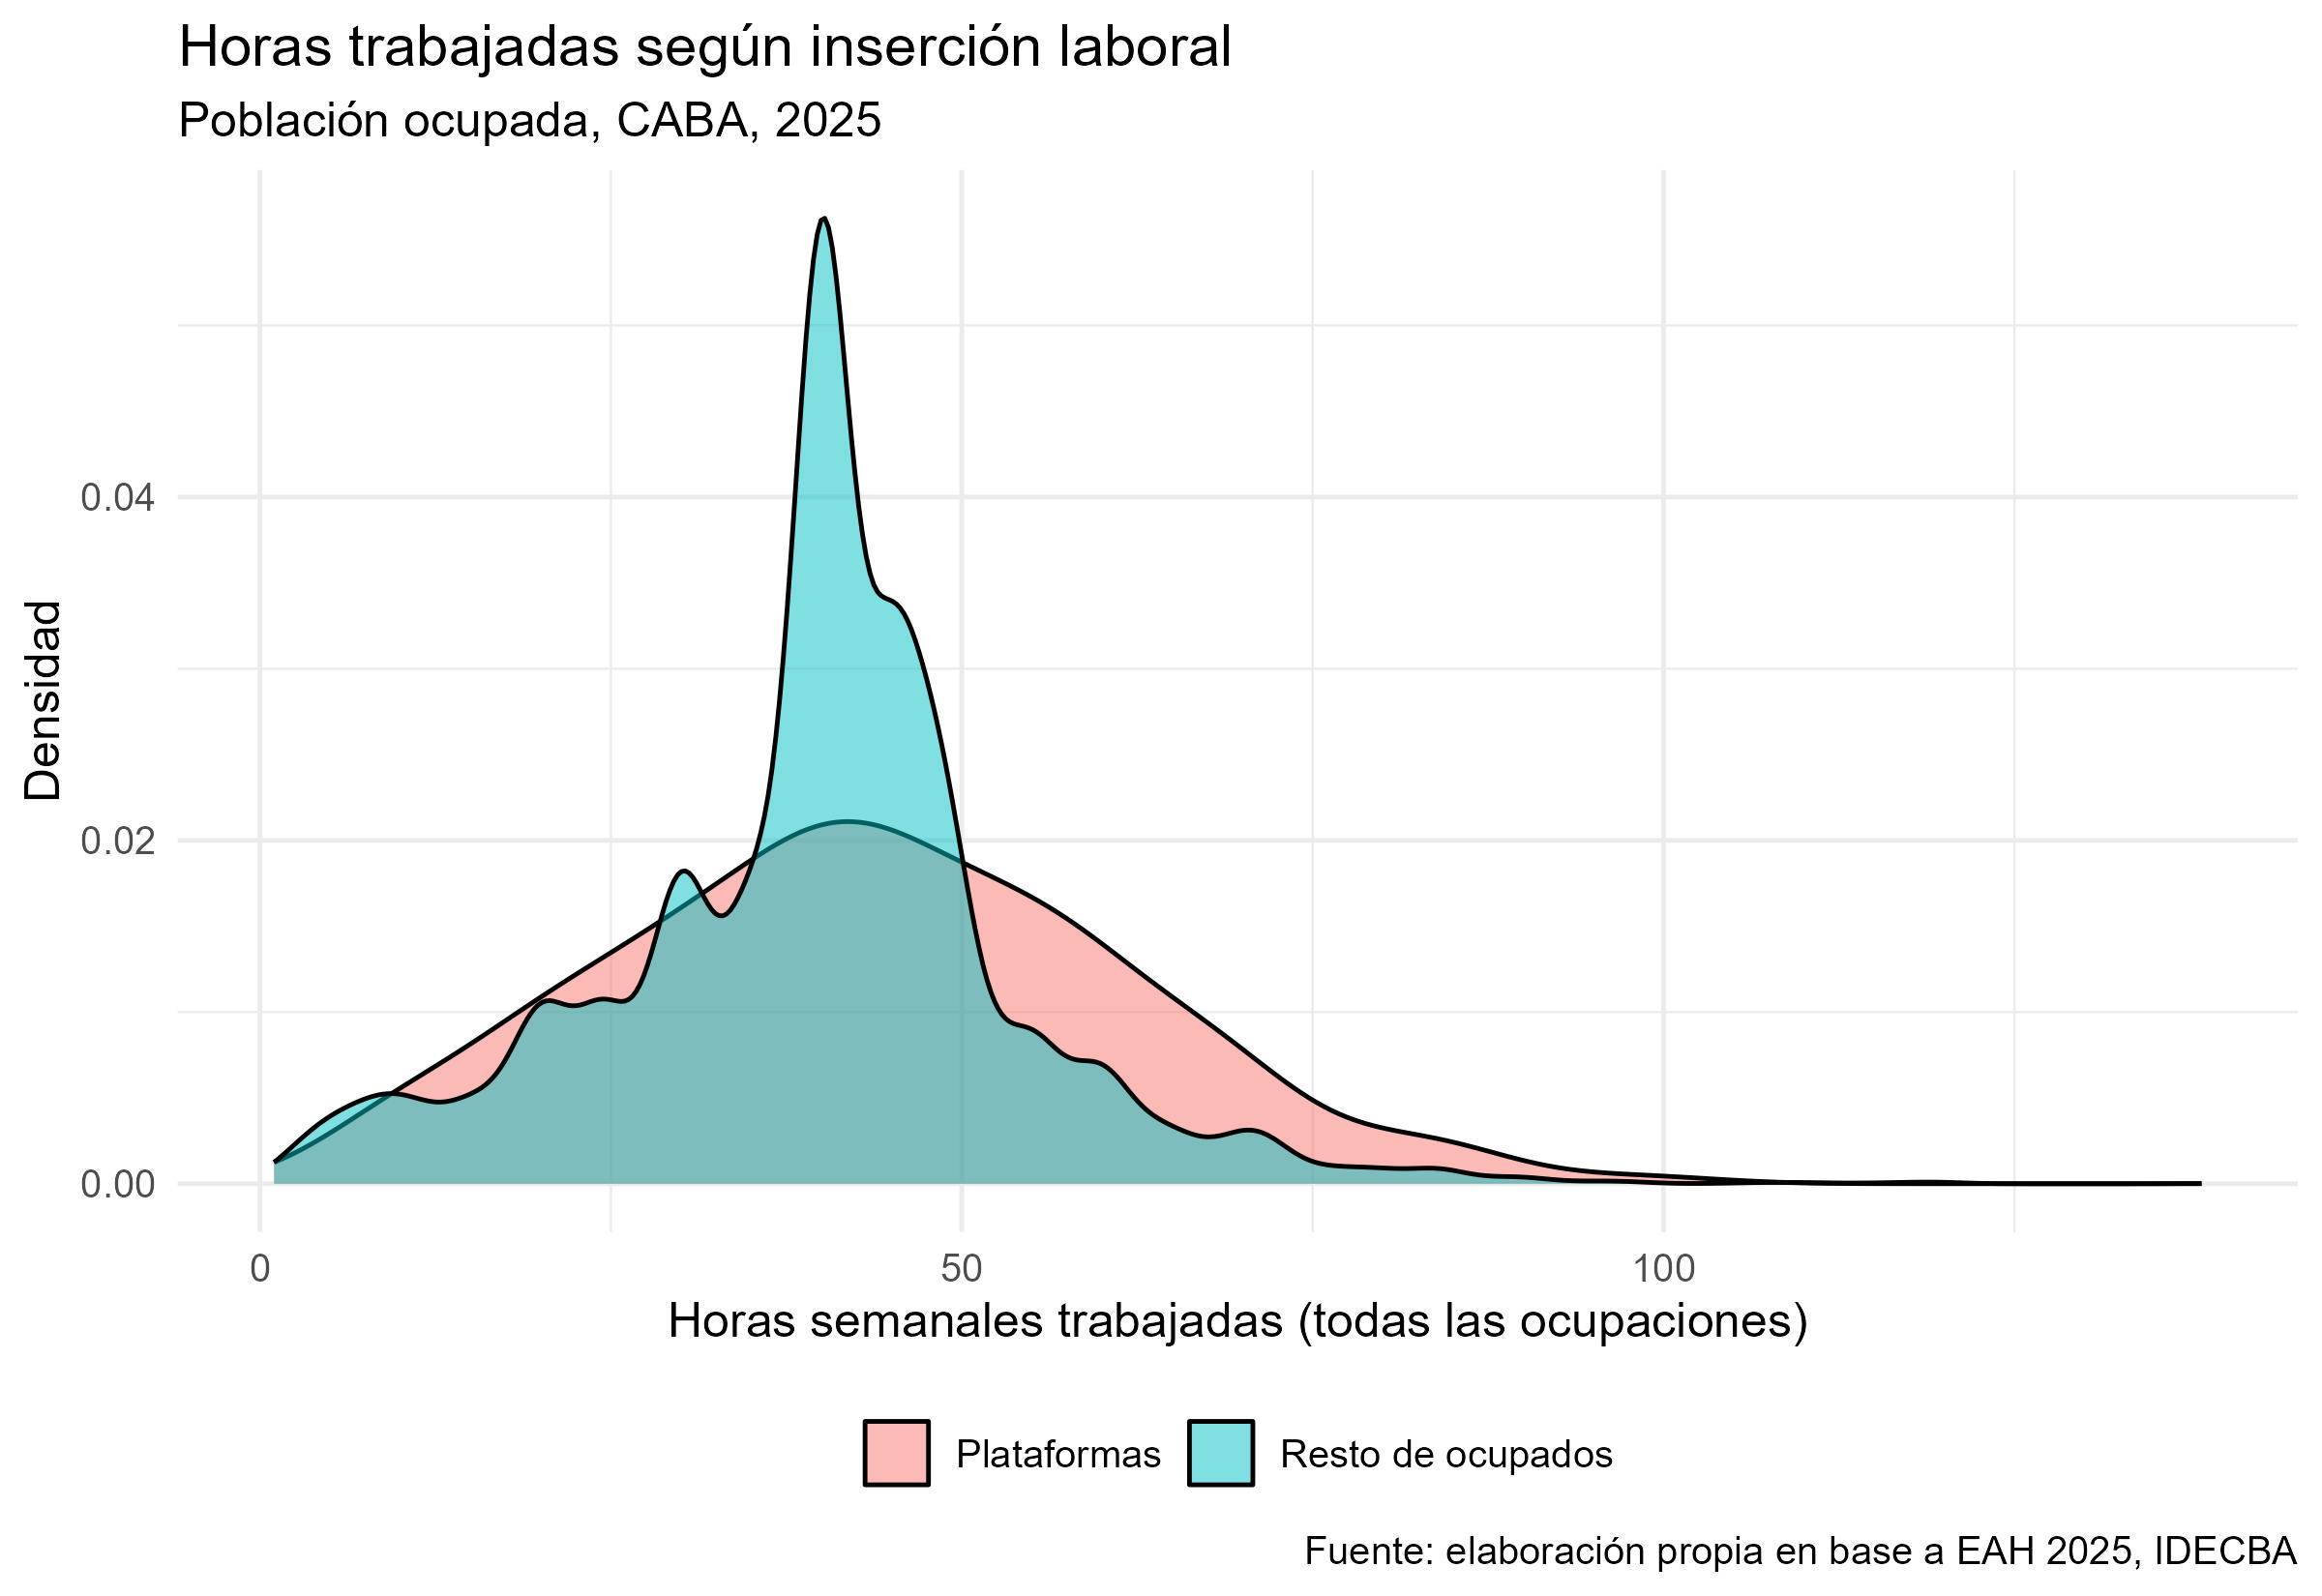 Horas trabajadas según inserción laboral
Población ocupada, CABA, 2025
Densidad
0.04
0.02
0.00
0
50
100
Horas semanales trabajadas (todas las ocupaciones)
Plataformas
Resto de ocupados
Fuente: elaboración propia en base a EAH 2025, IDECBA